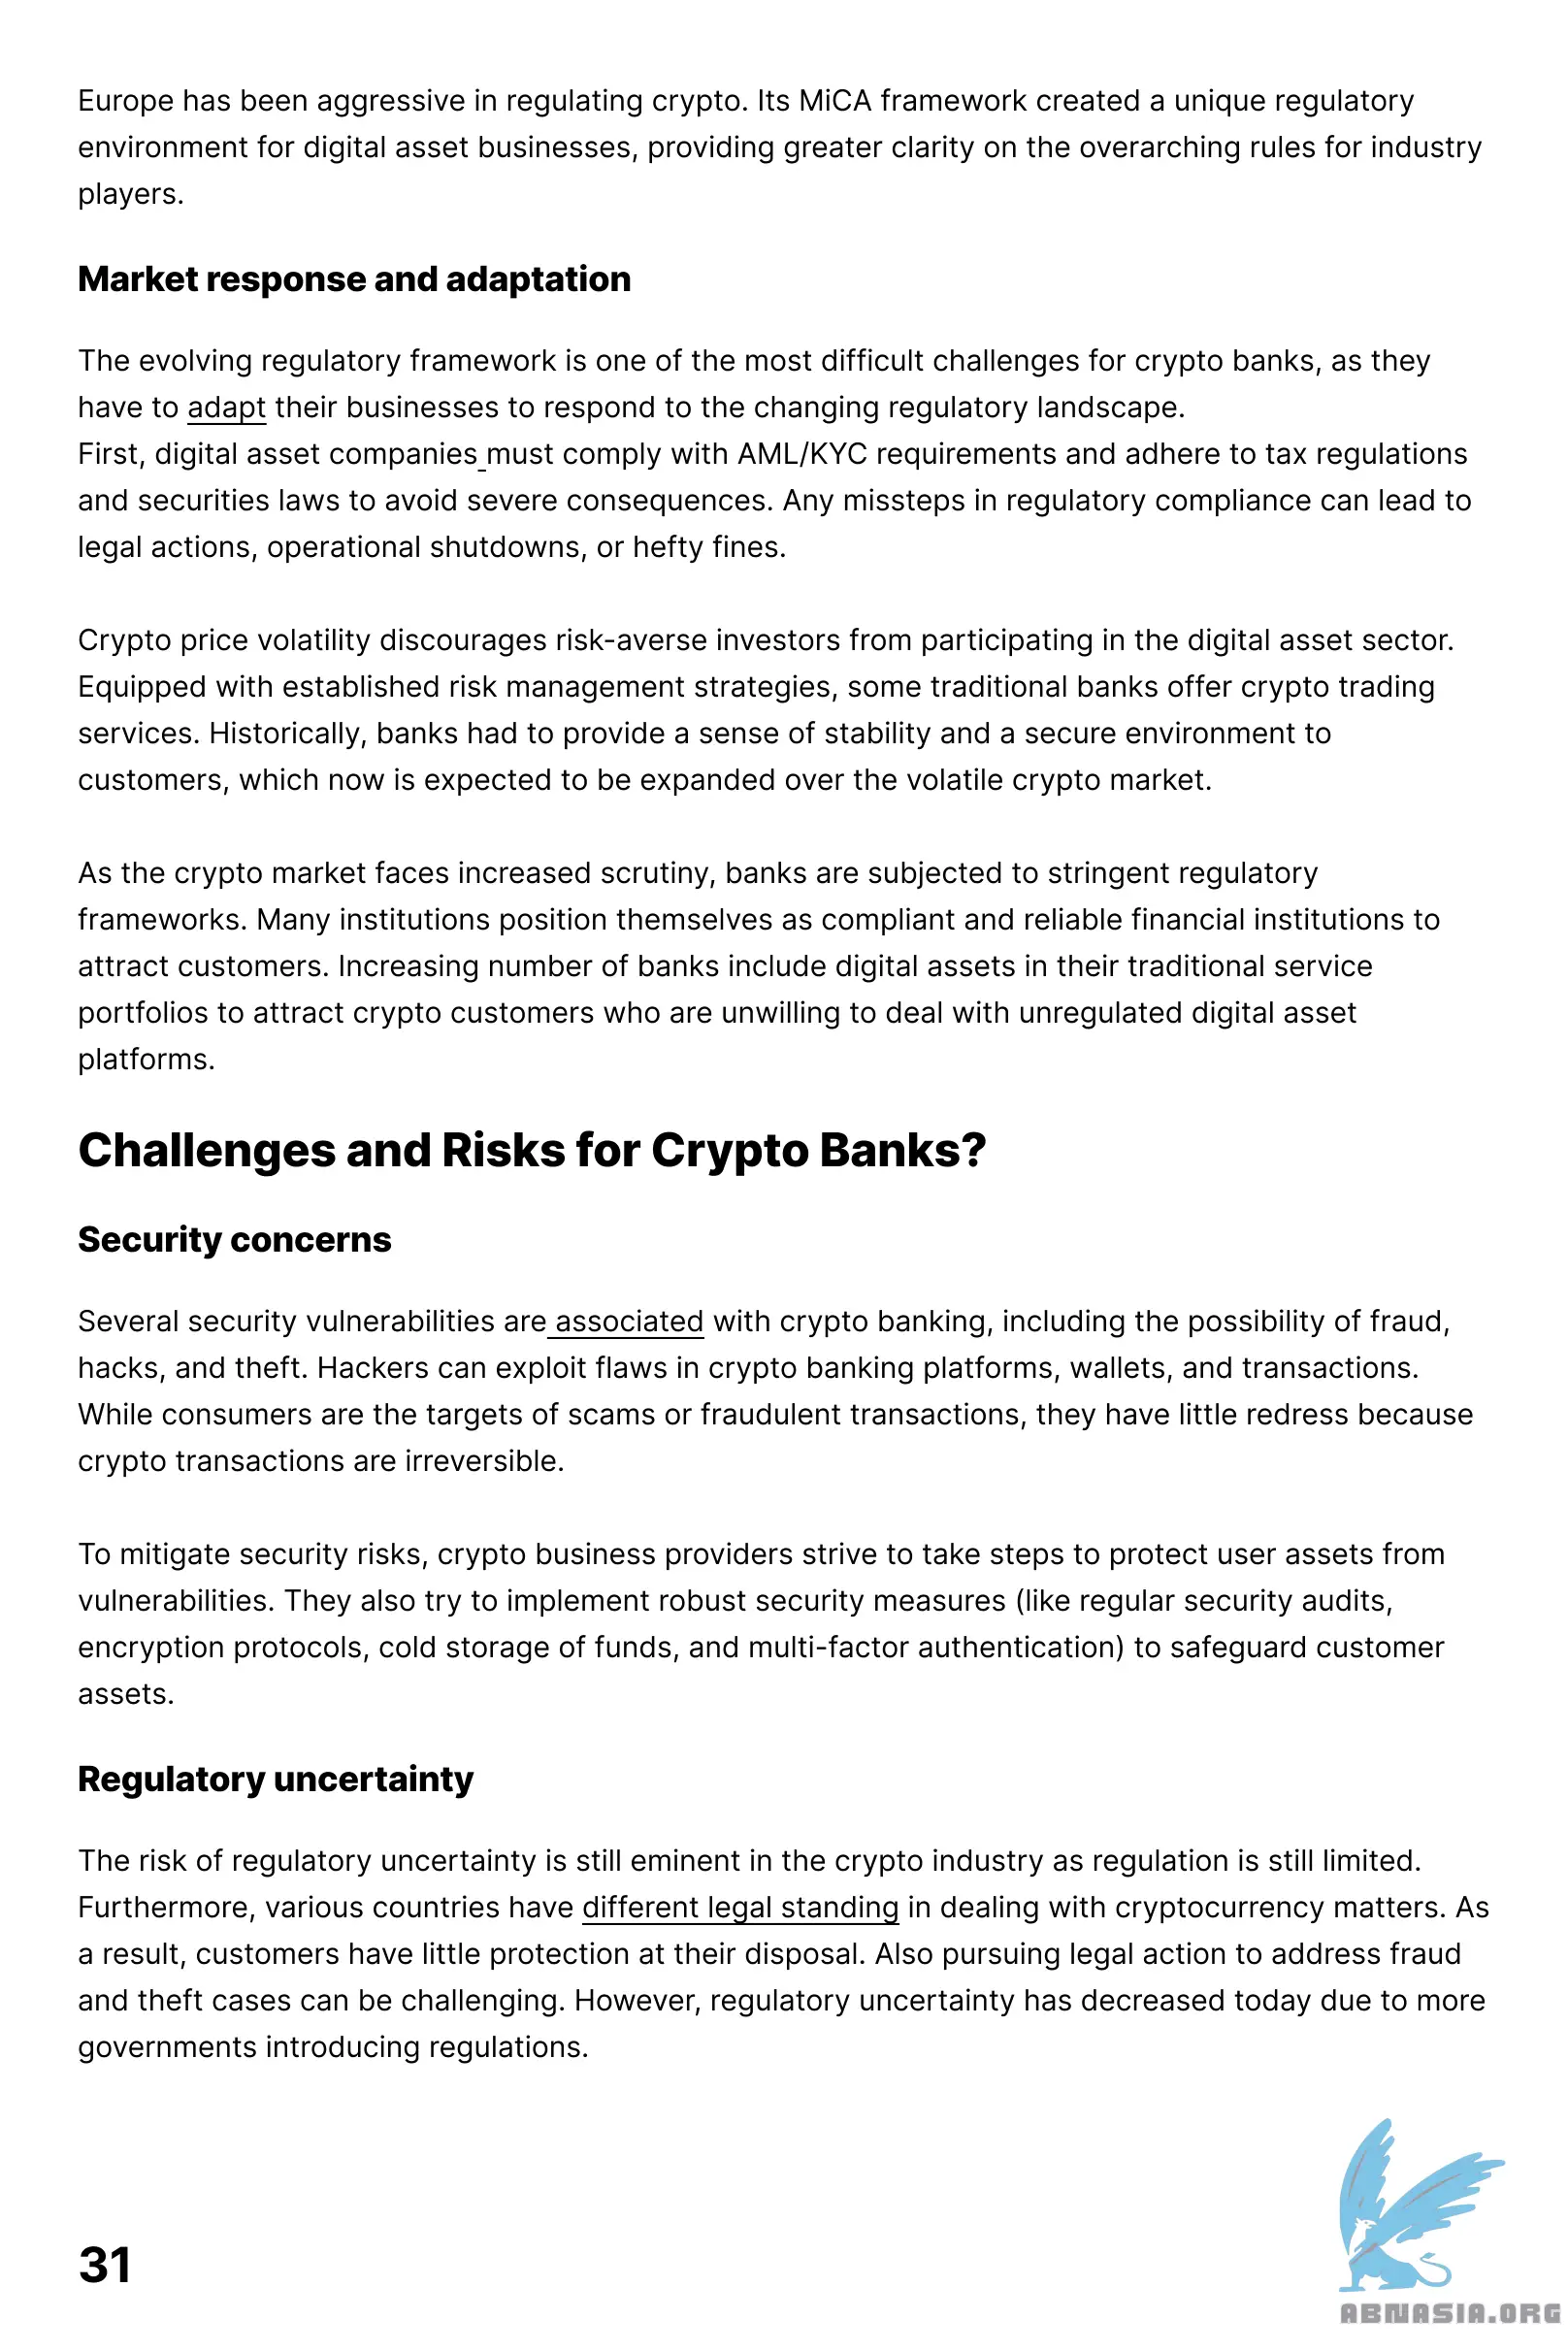 Europe has been aggressive in regulating crypto. Its MiCA framework created a unique regulatory
environment for digital asset businesses, providing greater clarity on the overarching rules for industry
players.
Market response and adaptation
The evolving regulatory framework is one of the most difficult challenges for crypto banks, as they
have to adapt their businesses to respond to the changing regulatory landscape.
First, digital asset companies must comply with AML/KYC requirements and adhere to tax regulations
and securities laws to avoid severe consequences. Any missteps in regulatory compliance can lead to
legal actions, operational shutdowns, or hefty fines.
Crypto price volatility discourages risk-averse investors from participating in the digital asset sector.
Equipped with established risk management strategies, some traditional banks offer crypto trading
services. Historically, banks had to provide a sense of stability and a secure environment to
customers, which now is expected to be expanded over the volatile crypto market.
As the crypto market faces increased scrutiny, banks are subjected to stringent regulatory
frameworks. Many institutions position themselves as compliant and reliable financial institutions to
attract customers. Increasing number of banks include digital assets in their traditional service
portfolios to attract crypto customers who are unwilling to deal with unregulated digital asset
platforms.
Challenges and Risks for Crypto Banks?
Security concerns
Several security vulnerabilities are associated with crypto banking, including the possibility of fraud,
hacks, and theft. Hackers can exploit flaws in crypto banking platforms, wallets, and transactions.
While consumers are the targets of scams or fraudulent transactions, they have little redress because
crypto transactions are irreversible.
To mitigate security risks, crypto business providers strive to take steps to protect user assets from
vulnerabilities. They also try to implement robust security measures (like regular security audits,
encryption protocols, cold storage of funds, and multi-factor authentication) to safeguard customer
assets.
Regulatory uncertainty
The risk of regulatory uncertainty is still eminent in the crypto industry as regulation is still limited.
Furthermore, various countries have different legal standing in dealing with cryptocurrency matters. As
a result, customers have little protection at their disposal. Also pursuing legal action to address fraud
and theft cases can be challenging. However, regulatory uncertainty has decreased today due to more
governments introducing regulations.
31
ABNASIA.ORG